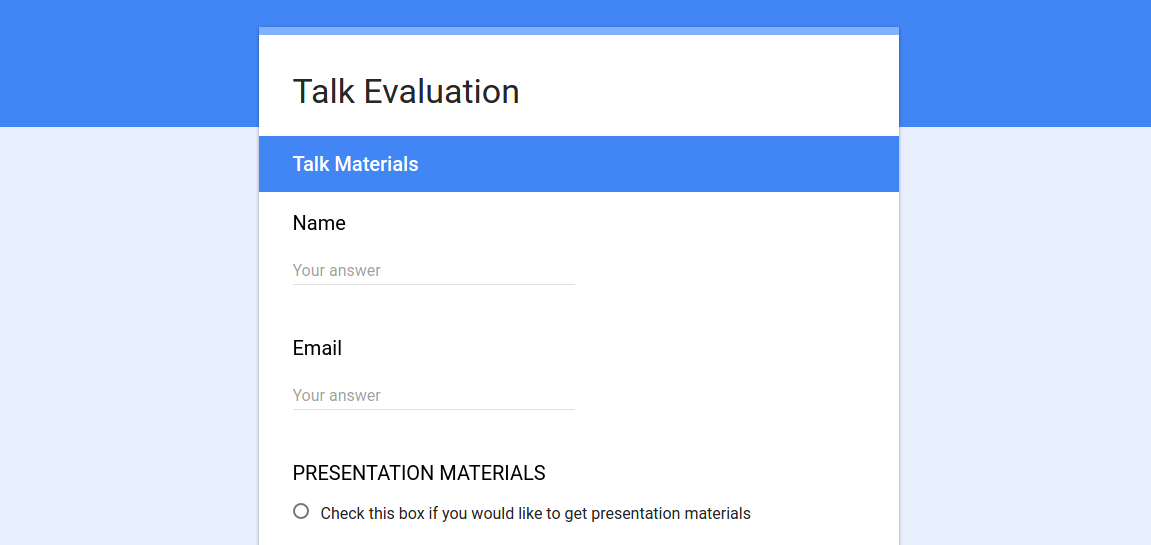 Talk Evaluation
Talk Materials
Name
Your answer
Email
Your answer
PRESENTATION MATERIALS
Check this box if you would like to get presentation materials